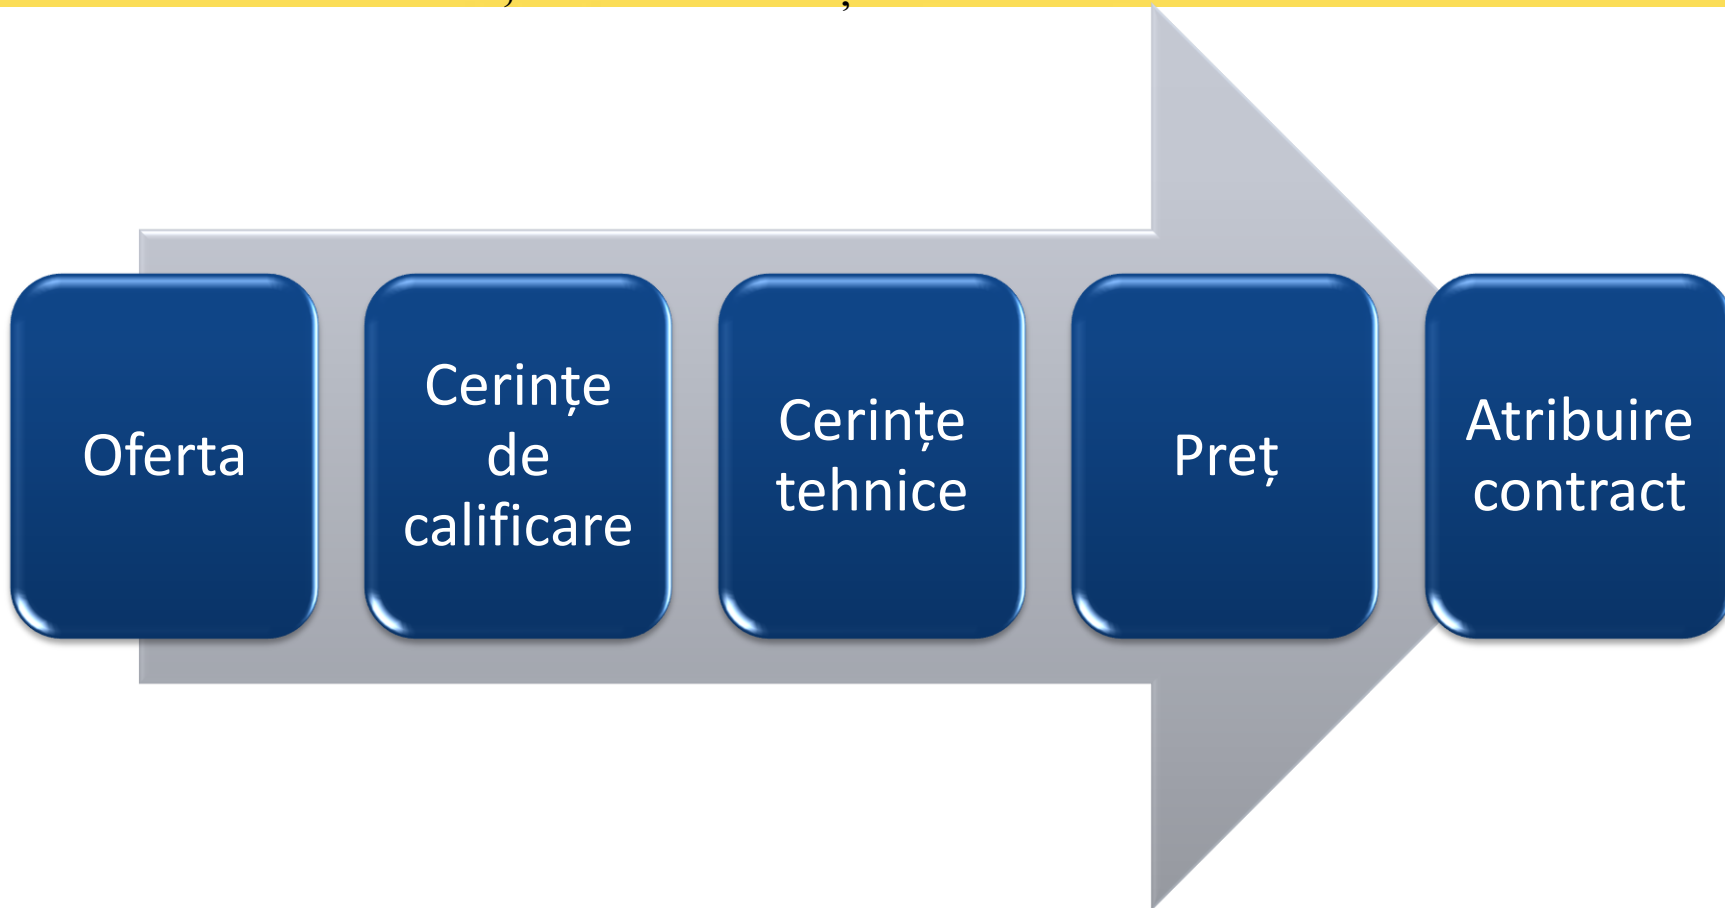 Oferta
Cerințe
de
calificare
Cerințe
tehnice
Preț
Atribuire
contract